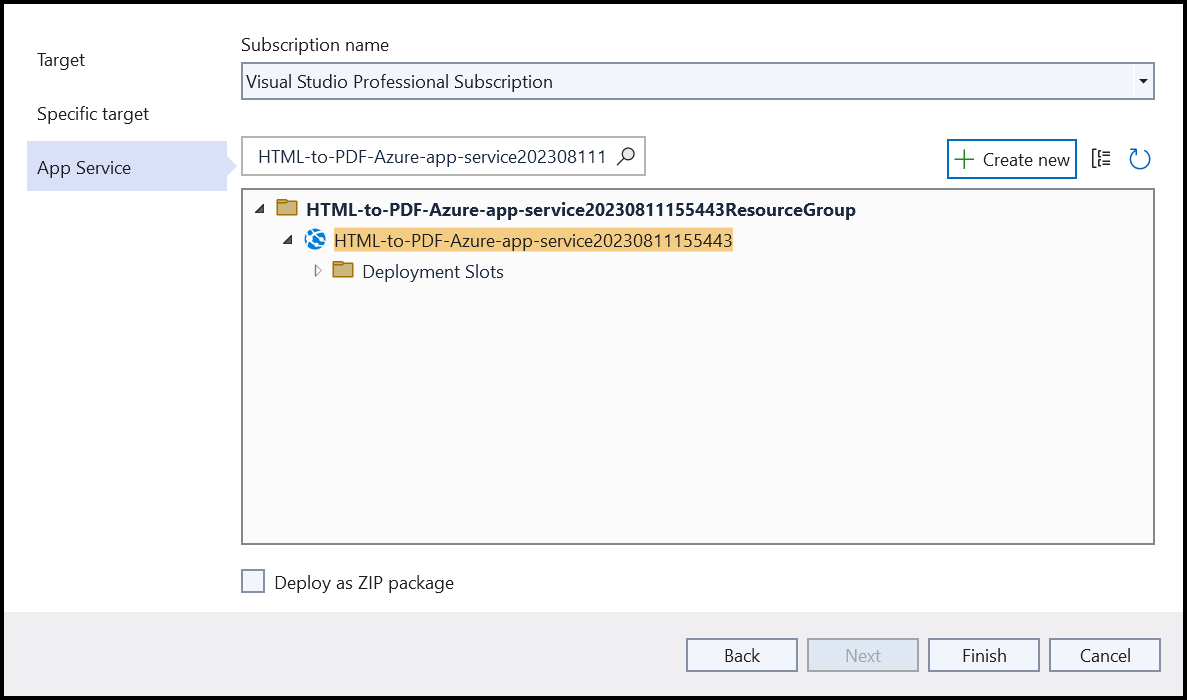 Target
Specific target
App Service
Subscription name
Visual Studio Professional Subscription
HTML-to-PDF-Azure-app-service202308111
Create new
HTML-to-PDF-Azure-app-service20230811155443ResourceGroup
HTML-to-PDF-Azure-app-service20230811155443
Deployment Slots
Deploy as ZIP package
Back
Next
Finish
Cancel